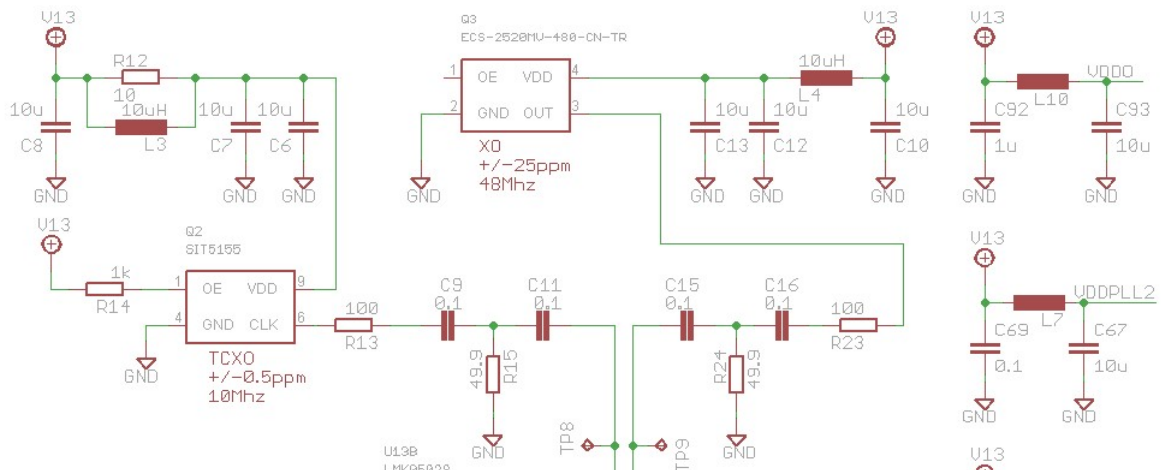 V13
R12
10
10uH
L3
10u
C8
10u
C7
10u
C6
GND
GND
GND
V13
1k
R14
Q2
SIT5155
1
OE
VDD
9
4
GND
CLK
6
TCXO
+/-0.5ppm
10Mhz
GND
100
R13
C9
0.1
C11
0.1
49.9
R15
GND
Q3
ECS-2520MV-480-CN-TR
1
OE
VDD
4
2
GND
OUT
3
XO
+/-25ppm
48Mhz
GND
10u
C13
10u
C12
10uH
L4
V13
10u
C10
GND
GND
GND
C15
0.1
C16
0.1
100
R23
R24
49.9
GND
TP8
TP9
U13B
V13
L10
VDDO
C92
1u
C93
10u
GND
GND
V13
L7
VDDPLL2
C69
0.1
C67
10u
GND
GND
V13